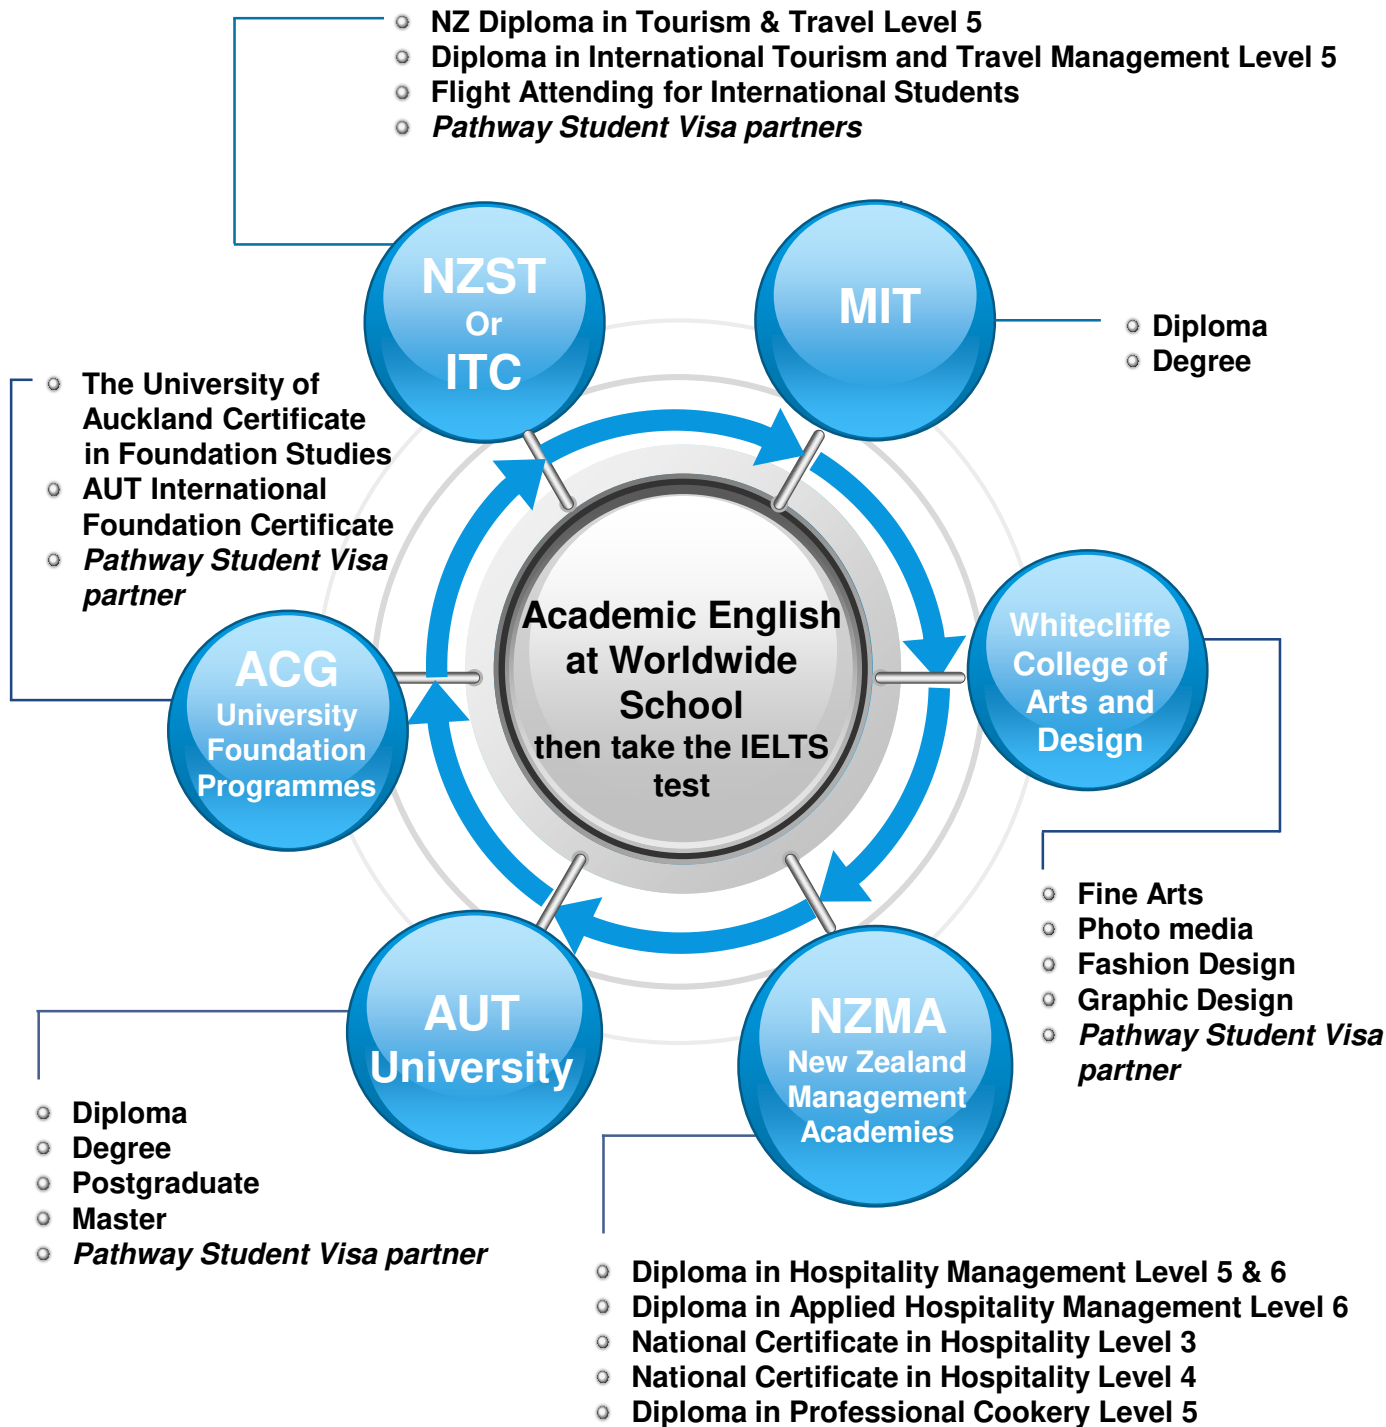 NZ Diploma in Tourism & Travel Level 5
Diploma in International Tourism and Travel Management Level 5
Flight Attending for International Students
Pathway Student Visa partners
NZST
Or
ITC
MIT
Diploma
Degree
The University of
Auckland Certificate
in Foundation Studies
AUT International
Foundation Certificate
Pathway Student Visa
partner
ACG
University
Foundation
Programmes
Academic English
at Worldwide
School
then take the IELTS
test
Whitecliffe
College of
Arts and
Design
Fine Arts
Photo media
Fashion Design
Graphic Design
Pathway Student Visa
partner
AUT
University
Diploma
Degree
Postgraduate
Master
Pathway Student Visa partner
NZMA
New Zealand
Management
Academies
Diploma in Hospitality Management Level 5 & 6
Diploma in Applied Hospitality Management Level 6
National Certificate in Hospitality Level 3
National Certificate in Hospitality Level 4
Diploma in Professional Cookery Level 5